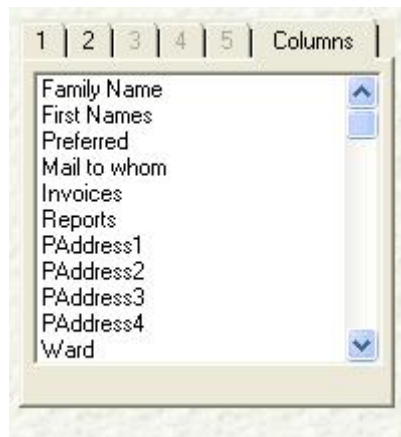 1 2 3 4 5 Columns
Family Name
First Names
Preferred
Mail to whom
Invoices
Reports
PAddress1
PAddress2
PAddress3
PAddress4
Ward